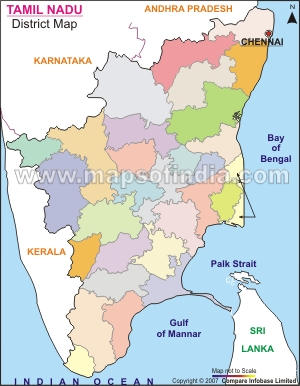 TAMIL NADU
District Map
ANDHRA PRADESH
N
CHENNAI
KARNATAKA
Bay
of
Bengal
www.mapsofindia.com
KERALA
Palk Strait
Gulf
of Mannar
SRI
LANKA
Map not to Scale
INDIAN OCEAN
Copyright © 2007 Compare Infobase Limited